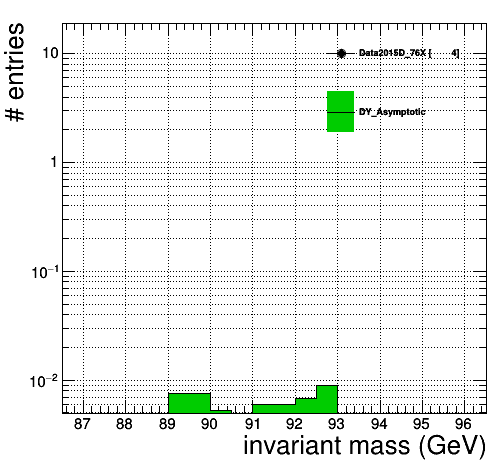 # entries
10
1
10⁻¹
10⁻²
Data2015D_76X [ 4]
DY_Asymptotic
87 88 89 90 91 92 93 94 95 96
invariant mass (GeV)